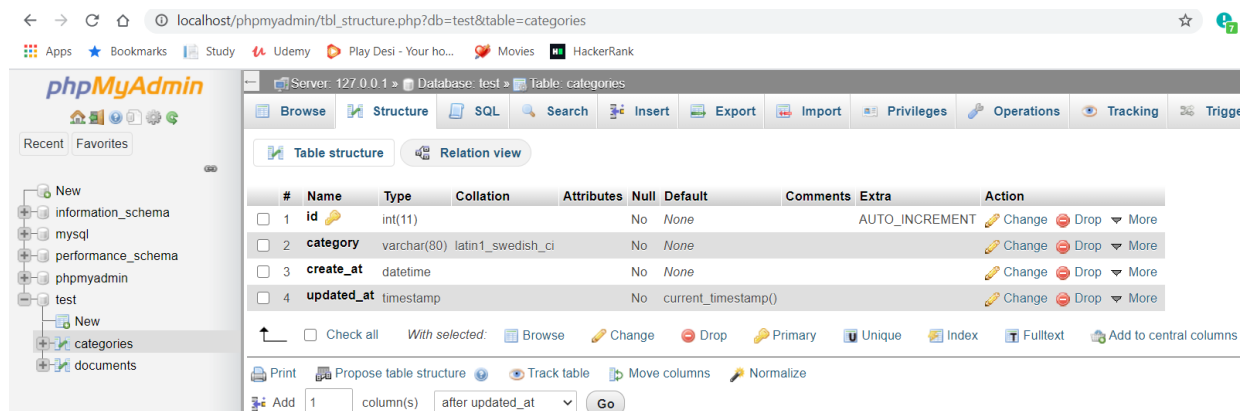 localhost/phpmyadmin/tbl_structure.php?db=test&table=categories
7
Apps Bookmarks Study Udemy Play Desi - Your ho... Movies HackerRank
phpMyAdmin
Recent Favorites
New
information_schema
mysql
performance_schema
phpmyadmin
test
New
categories
documents
Server: 127.0.0.1 » Database: test » Table: categories
Browse Structure SQL Search Insert Export Import Privileges Operations Tracking Trigge
Table structure Relation view
# Name Type Collation Attributes Null Default Comments Extra Action
1 id int(11) No None AUTO_INCREMENT Change Drop More
2 category varchar(80) latin1_swedish_ci No None Change Drop More
3 create_at datetime No None Change Drop More
4 updated_at timestamp No current_timestamp() Change Drop More
Check all With selected: Browse Change Drop Primary Unique Index Fulltext Add to central columns
Print Propose table structure Track table Move columns Normalize
Add 1 column(s) after updated_at Go